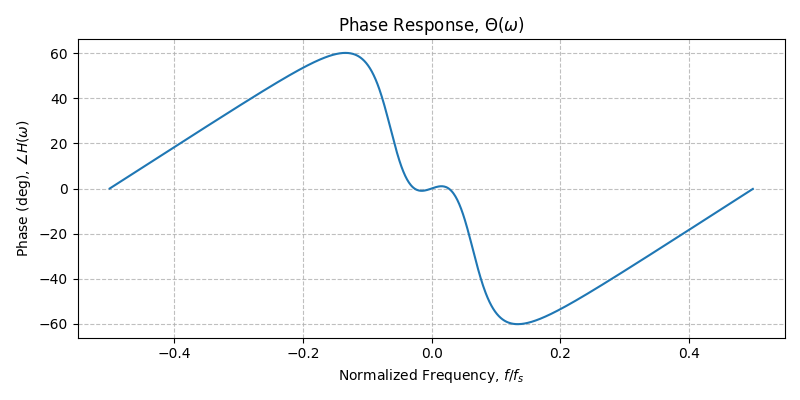 Phase Response, Θ(ω)
Phase (deg), ∠H(ω)
60
40
20
0
−20
−40
−60
−0.4 −0.2 0.0 0.2 0.4
Normalized Frequency, f/fₛ